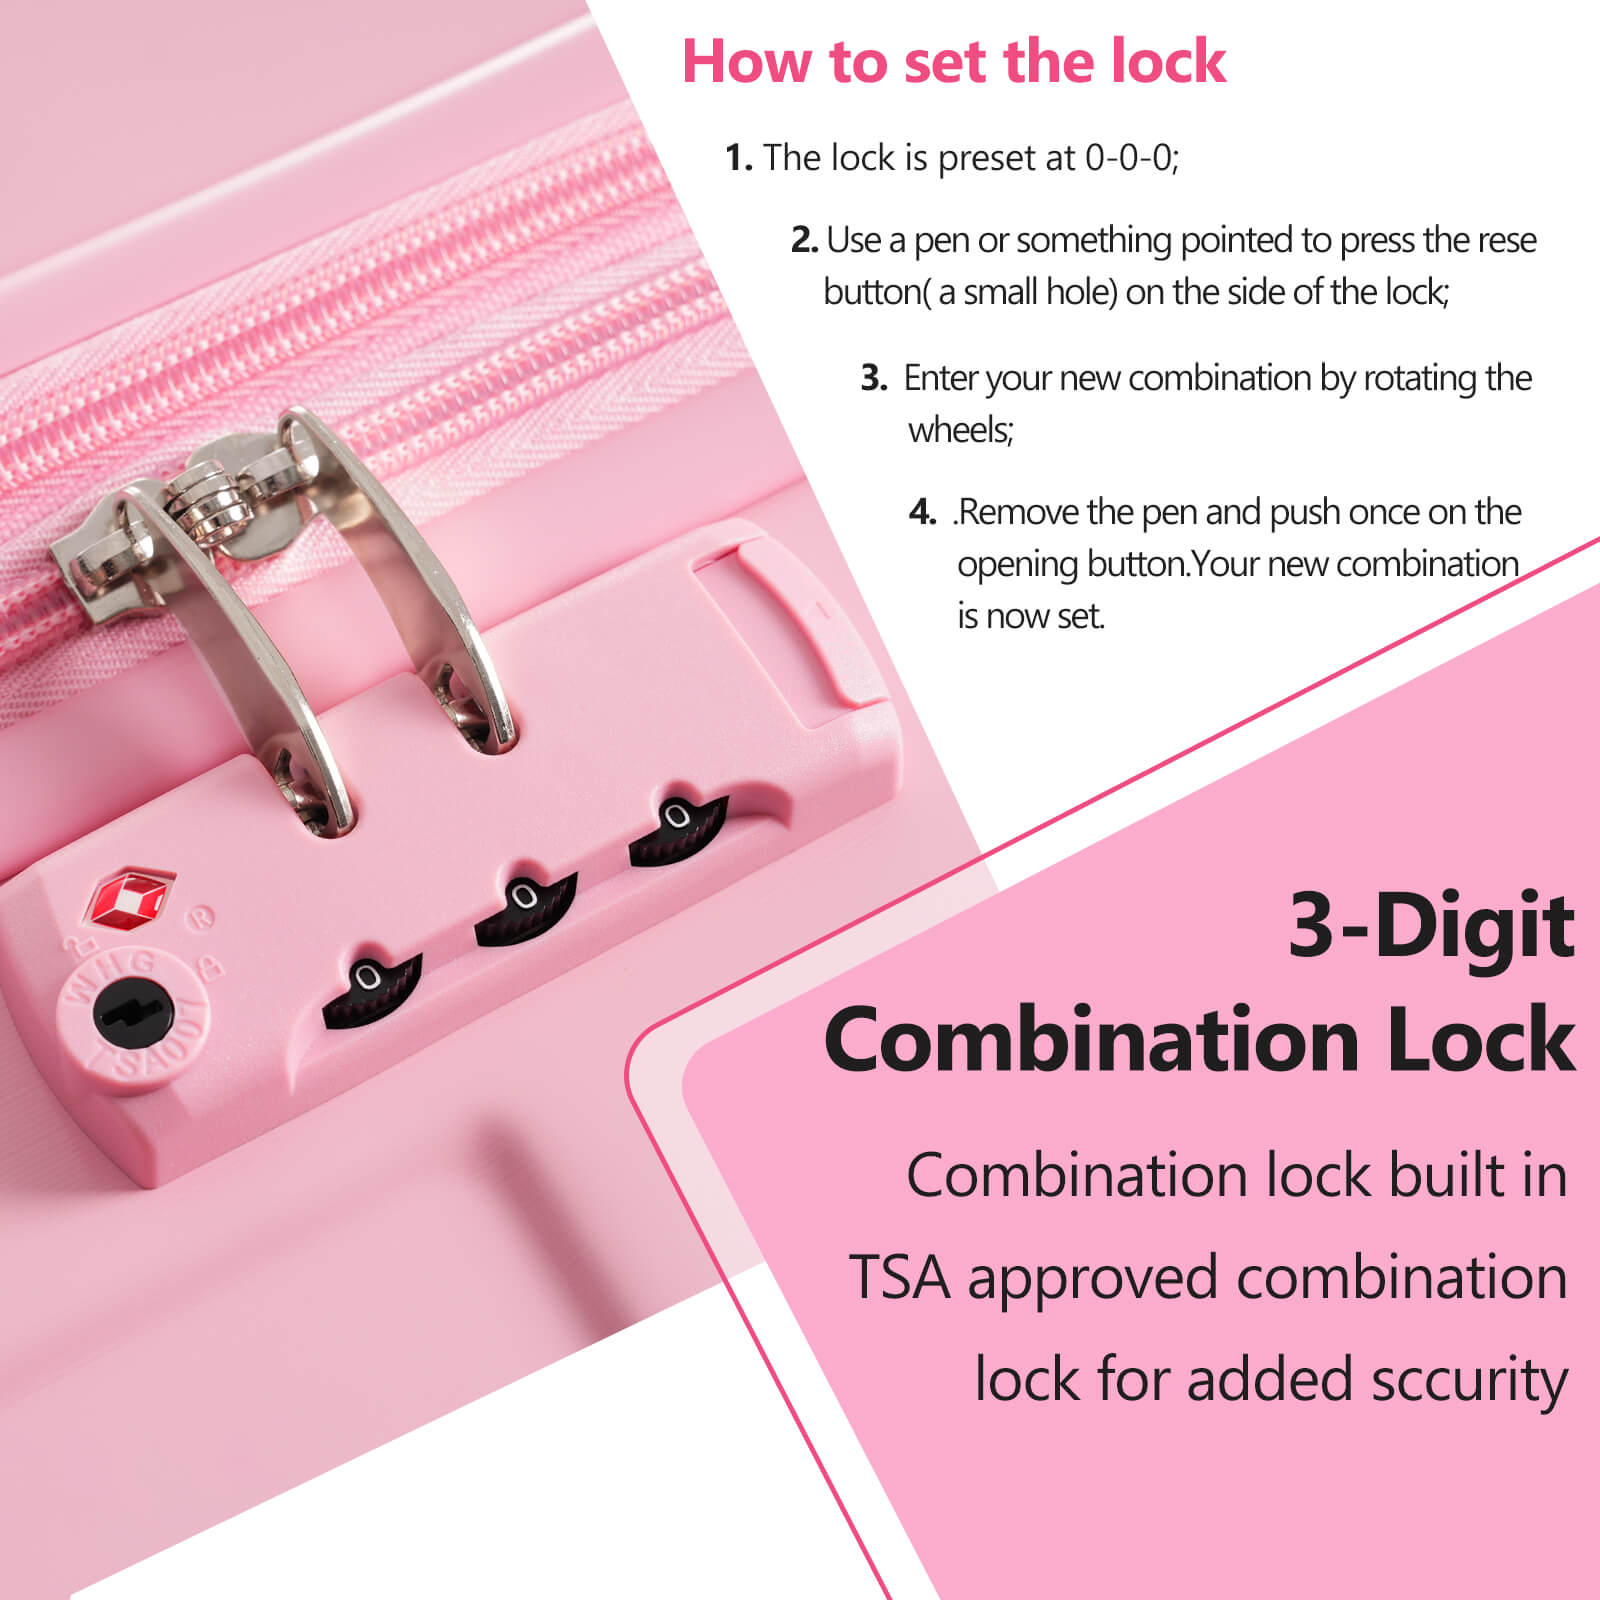 How to set the lock
1. The lock is preset at 0-0-0;
2. Use a pen or something pointed to press the rese
button( a small hole) on the side of the lock;
3. Enter your new combination by rotating the
wheels;
4. .Remove the pen and push once on the
opening button.Your new combination
is now set.
0
0
0
®
WHG
TSA007
3-Digit
Combination Lock
Combination lock built in
TSA approved combination
lock for added sccurity